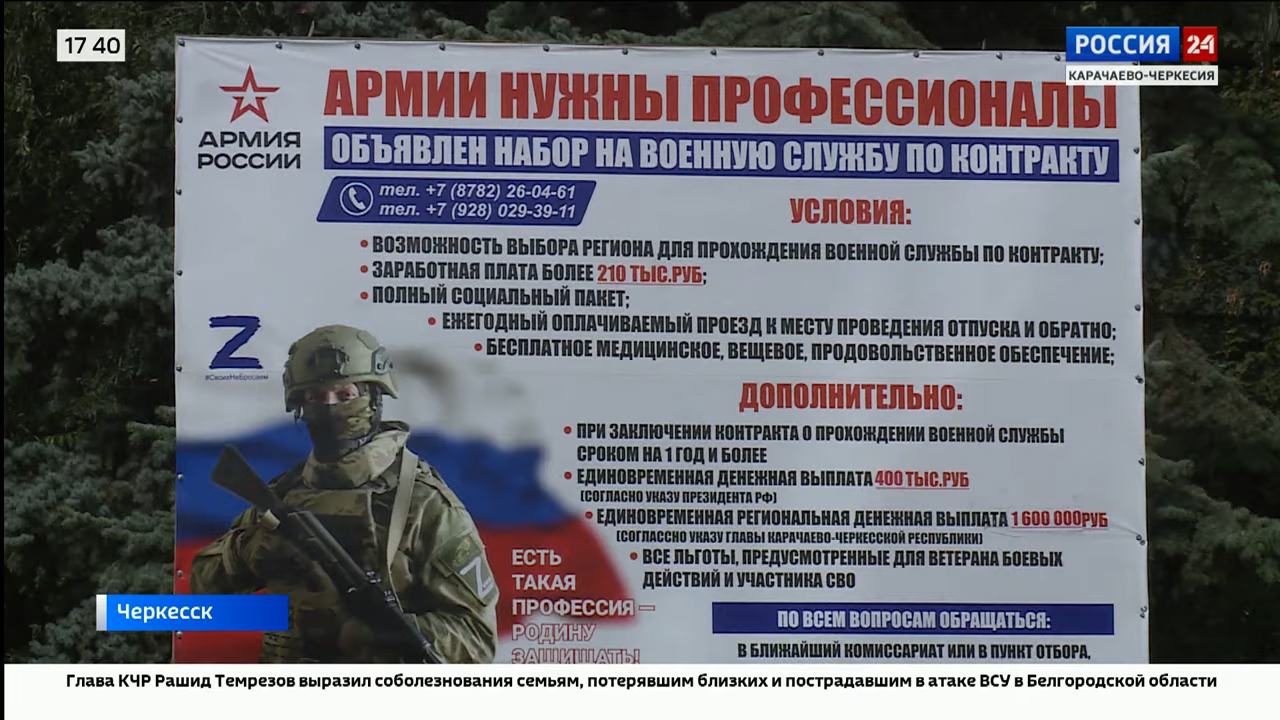 17 40
РОССИЯ 24
КАРАЧАЕВО-ЧЕРКЕСИЯ
АРМИЯ
РОССИИ
АРМИИ НУЖНЫ ПРОФЕССИОНАЛЫ
ОБЪЯВЛЕН НАБОР НА ВОЕННУЮ СЛУЖБУ ПО КОНТРАКТУ
тел. +7 (8782) 26-04-61
тел. +7 (928) 029-39-11
УСЛОВИЯ:
• ВОЗМОЖНОСТЬ ВЫБОРА РЕГИОНА ДЛЯ ПРОХОЖДЕНИЯ ВОЕННОЙ СЛУЖБЫ ПО КОНТРАКТУ;
• ЗАРАБОТНАЯ ПЛАТА БОЛЕЕ 210 ТЫС.РУБ;
• ПОЛНЫЙ СОЦИАЛЬНЫЙ ПАКЕТ;
• ЕЖЕГОДНЫЙ ОПЛАЧИВАЕМЫЙ ПРОЕЗД К МЕСТУ ПРОВЕДЕНИЯ ОТПУСКА И ОБРАТНО;
• БЕСПЛАТНОЕ МЕДИЦИНСКОЕ, ВЕЩЕВОЕ, ПРОДОВОЛЬСТВЕННОЕ ОБЕСПЕЧЕНИЕ;
Z
#СвоихНеБросаем
ДОПОЛНИТЕЛЬНО:
• ПРИ ЗАКЛЮЧЕНИИ КОНТРАКТА О ПРОХОЖДЕНИИ ВОЕННОЙ СЛУЖБЫ
СРОКОМ НА 1 ГОД И БОЛЕЕ
• ЕДИНОВРЕМЕННАЯ ДЕНЕЖНАЯ ВЫПЛАТА 400 ТЫС.РУБ
(СОГЛАСНО УКАЗУ ПРЕЗИДЕНТА РФ)
• ЕДИНОВРЕМЕННАЯ РЕГИОНАЛЬНАЯ ДЕНЕЖНАЯ ВЫПЛАТА 1 600 000РУБ
(СОГЛАССНО УКАЗУ ГЛАВЫ КАРАЧАЕВО-ЧЕРКЕССКОЙ РЕСПУБЛИКИ)
• ВСЕ ЛЬГОТЫ, ПРЕДУСМОТРЕННЫЕ ДЛЯ ВЕТЕРАНА БОЕВЫХ
ДЕЙСТВИЙ И УЧАСТНИКА СВО
Z
ЕСТЬ
ТАКАЯ
ПРОФЕССИЯ —
РОДИНУ
ЗАЩИЩАТЬ!
ПО ВСЕМ ВОПРОСАМ ОБРАЩАТЬСЯ:
В БЛИЖАЙШИЙ КОМИССАРИАТ ИЛИ В ПУНКТ ОТБОРА,
Черкесск
Глава КЧР Рашид Темрезов выразил соболезнования семьям, потерявшим близких и пострадавшим в атаке ВСУ в Белгородской области